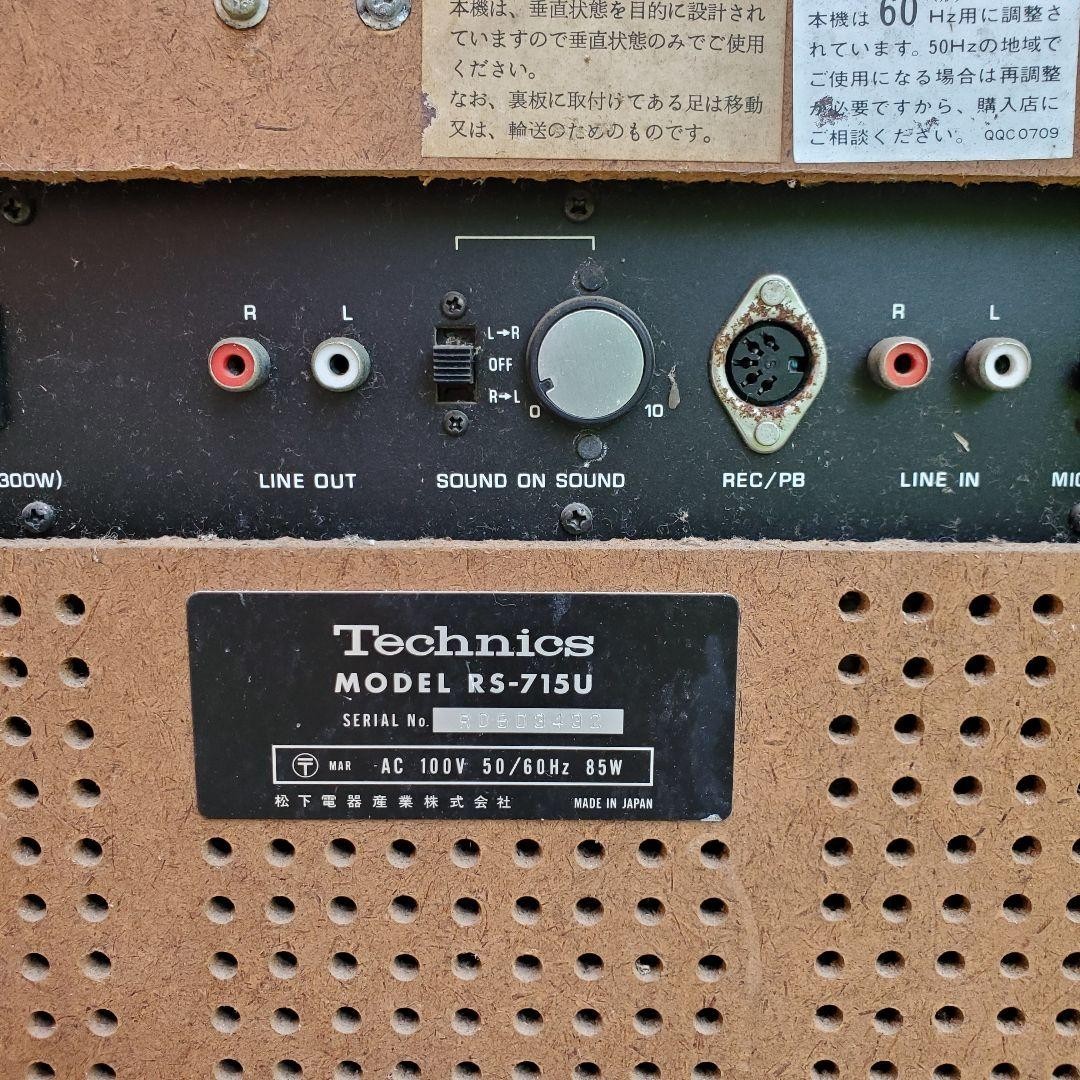 本機は、垂直状態を目的に設計され
ていますので垂直状態のみでご使用
ください。
なお、裏板に取付けてある足は移動
又は、輸送のためのものです。
本機は 60 Hz用に調整さ
れています。50Hzの地域で
ご使用になる場合は再調整
が必要ですから、購入店に
ご相談ください。 QQC0709
R L
L→R
OFF
R→L
0 10
R L
300W)
LINE OUT
SOUND ON SOUND
REC/PB
LINE IN
Technics
MODEL RS-715U
SERIAL No.
〒 MAR AC 100V 50/60Hz 85W
松下電器産業株式会社 MADE IN JAPAN